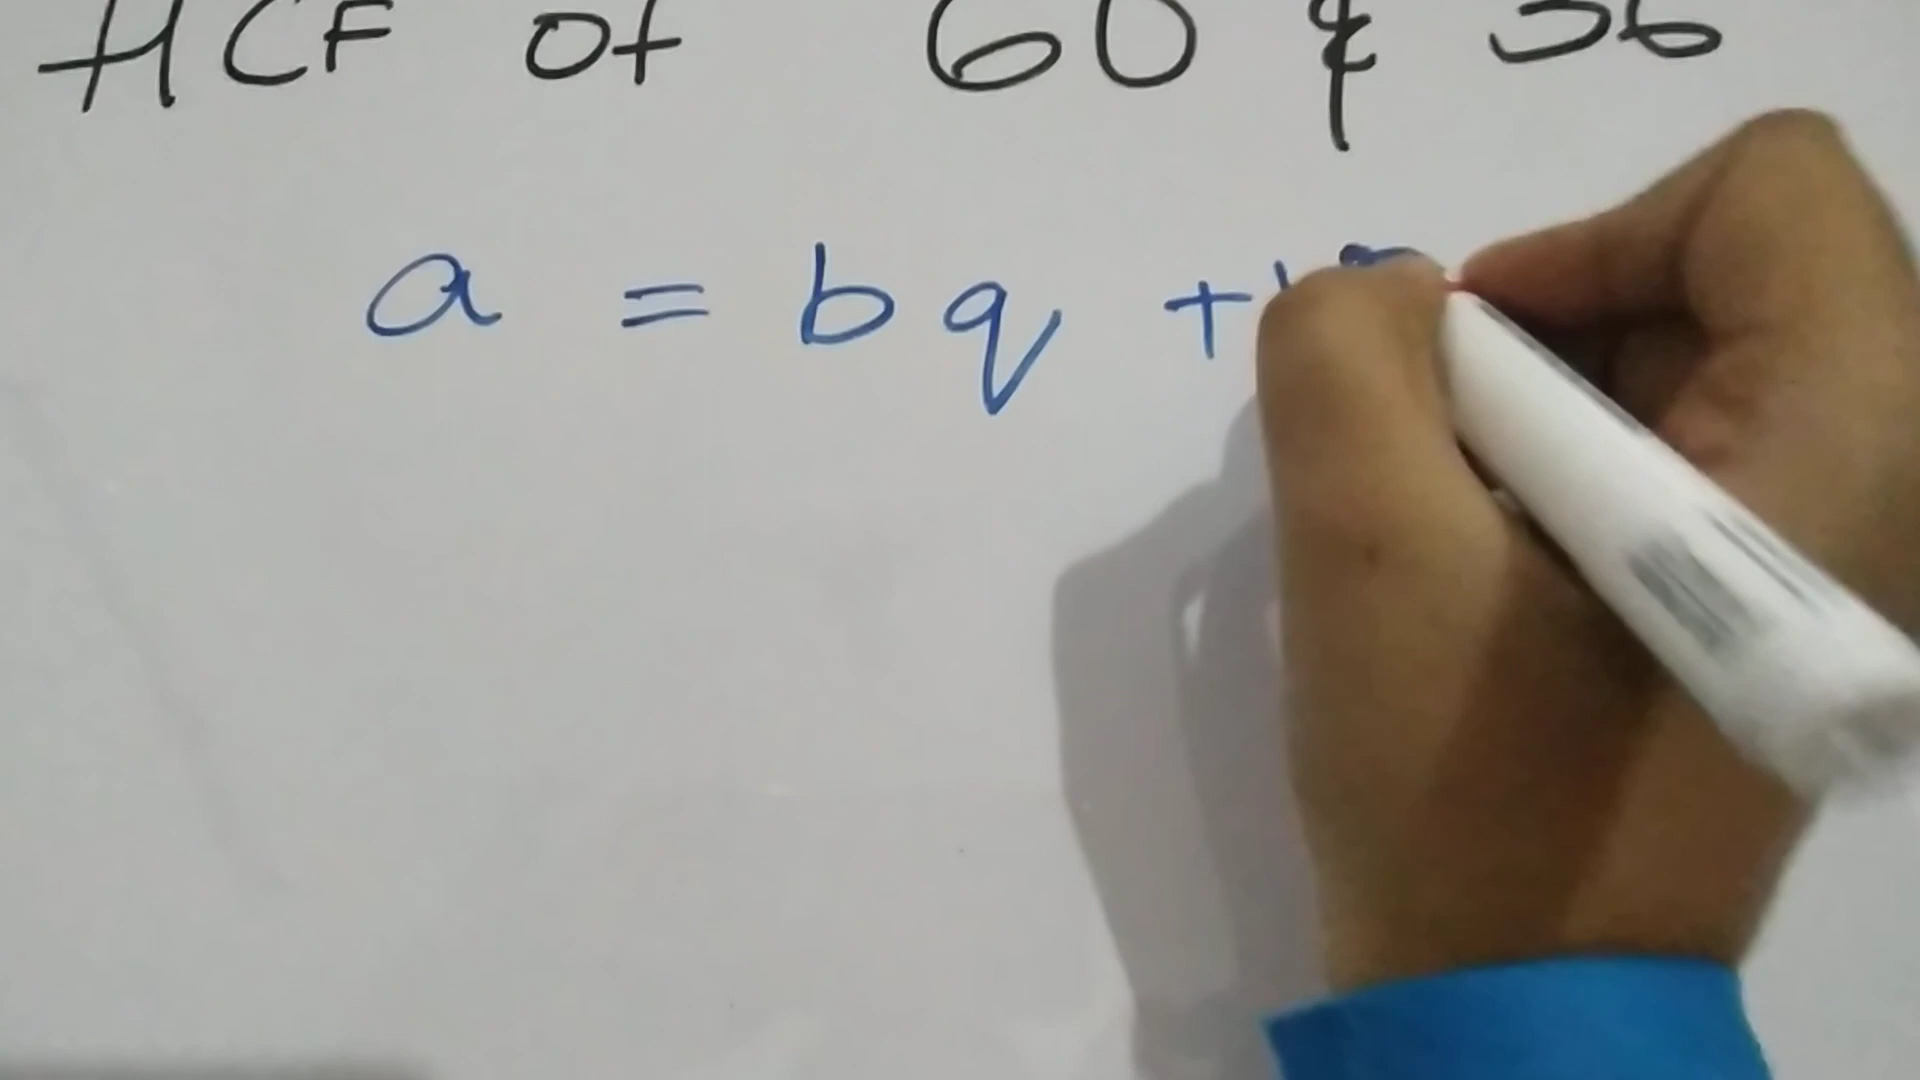 HCF of 60 & 36
a = bq + r